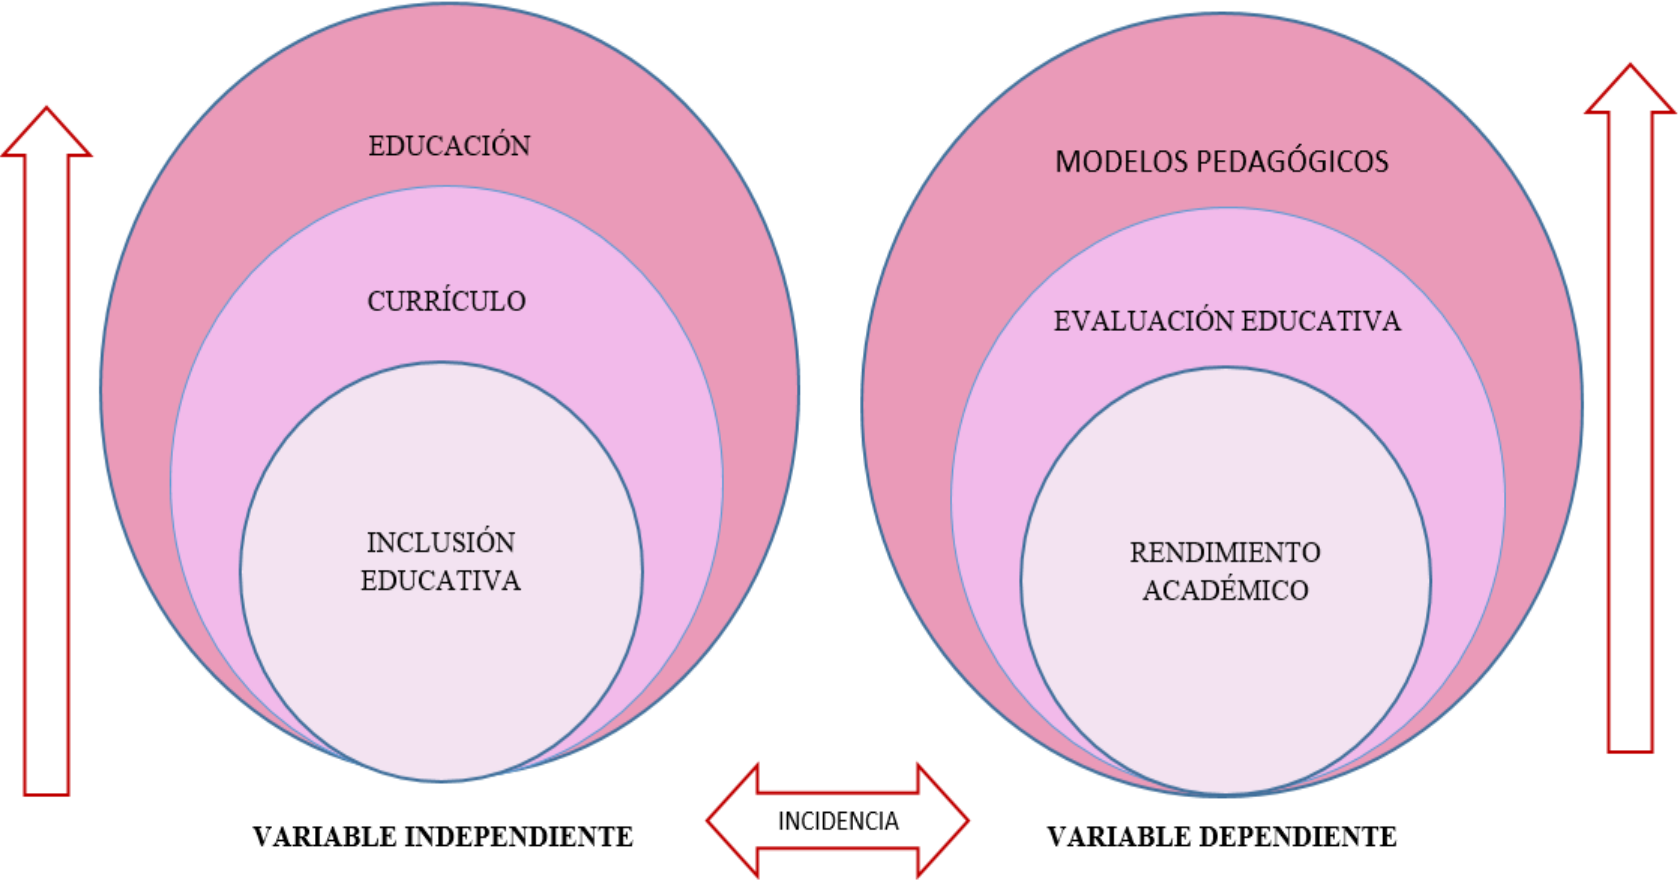 EDUCACIÓN
CURRÍCULO
INCLUSIÓN
EDUCATIVA
VARIABLE INDEPENDIENTE
INCIDENCIA
MODELOS PEDAGÓGICOS
EVALUACIÓN EDUCATIVA
RENDIMIENTO
ACADÉMICO
VARIABLE DEPENDIENTE